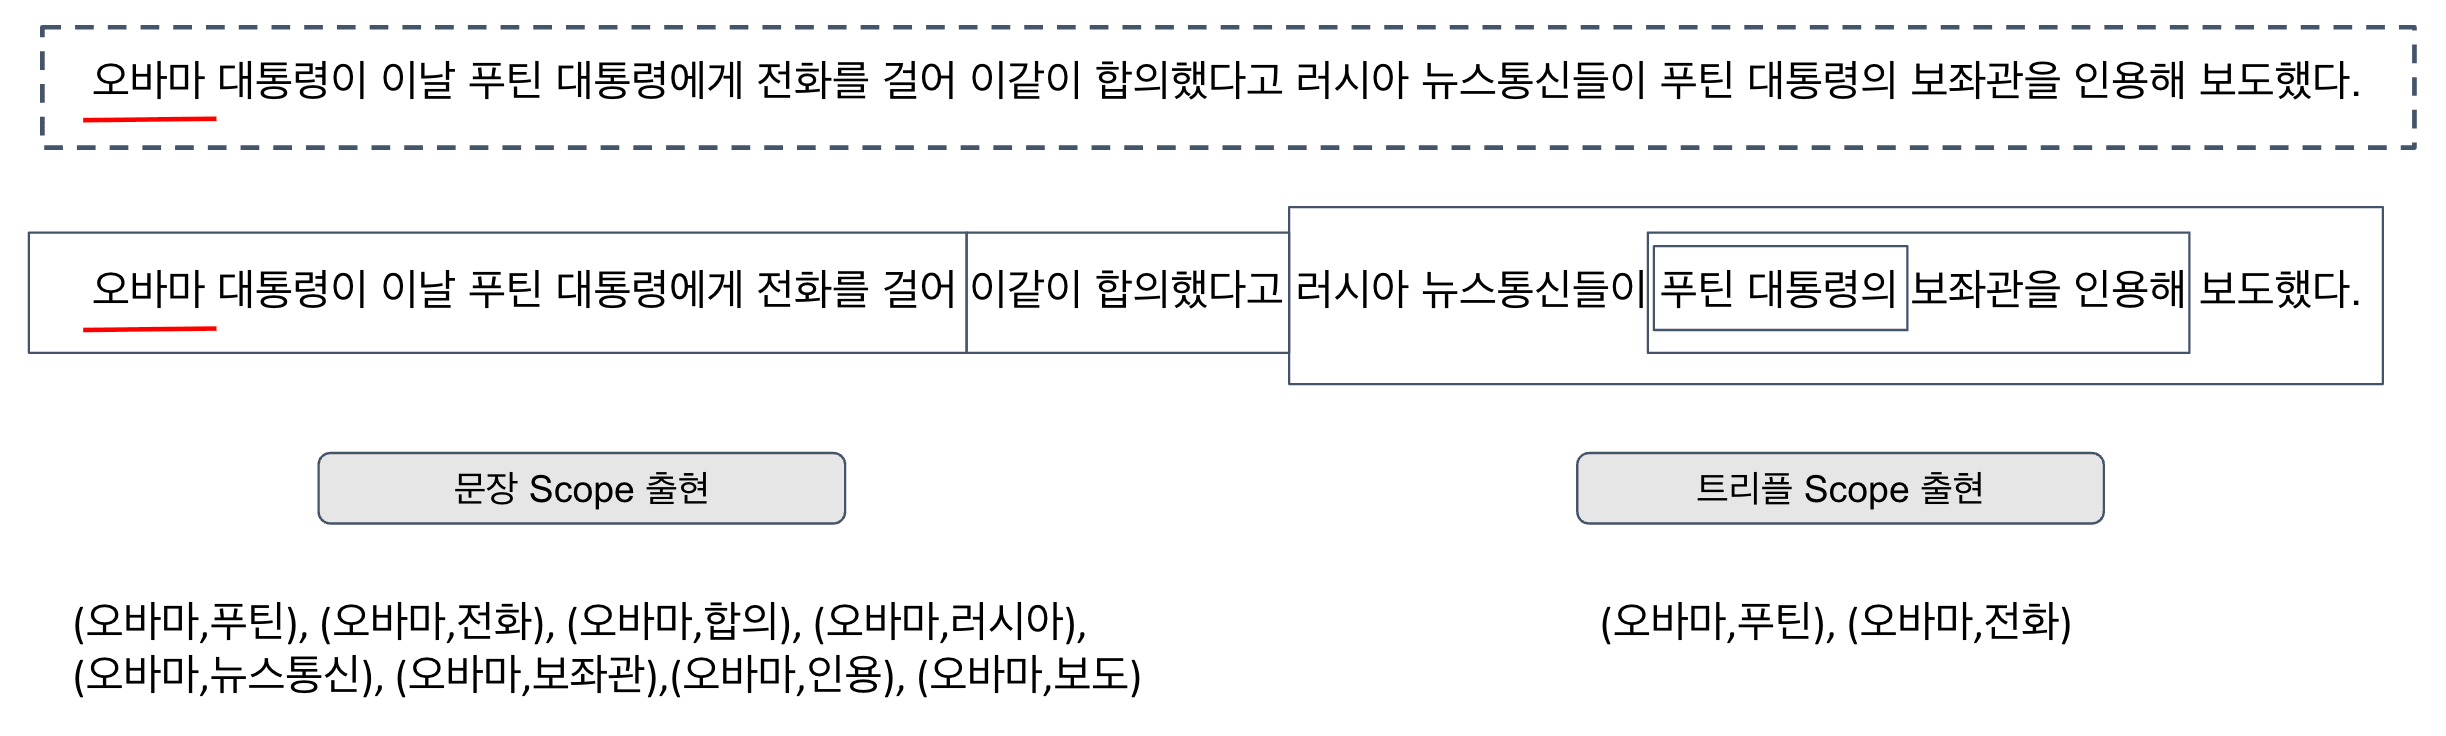 오바마 대통령이 이날 푸틴 대통령에게 전화를 걸어 이같이 합의했다고 러시아 뉴스통신들이 푸틴 대통령의 보좌관을 인용해 보도했다.
오바마 대통령이 이날 푸틴 대통령에게 전화를 걸어 이같이 합의했다고 러시아 뉴스통신들이 푸틴 대통령의 보좌관을 인용해 보도했다.
문장 Scope 출현
트리플 Scope 출현
(오바마,푸틴), (오바마,전화), (오바마,합의), (오바마,러시아),
(오바마,뉴스통신), (오바마,보좌관),(오바마,인용), (오바마,보도)
(오바마,푸틴), (오바마,전화)